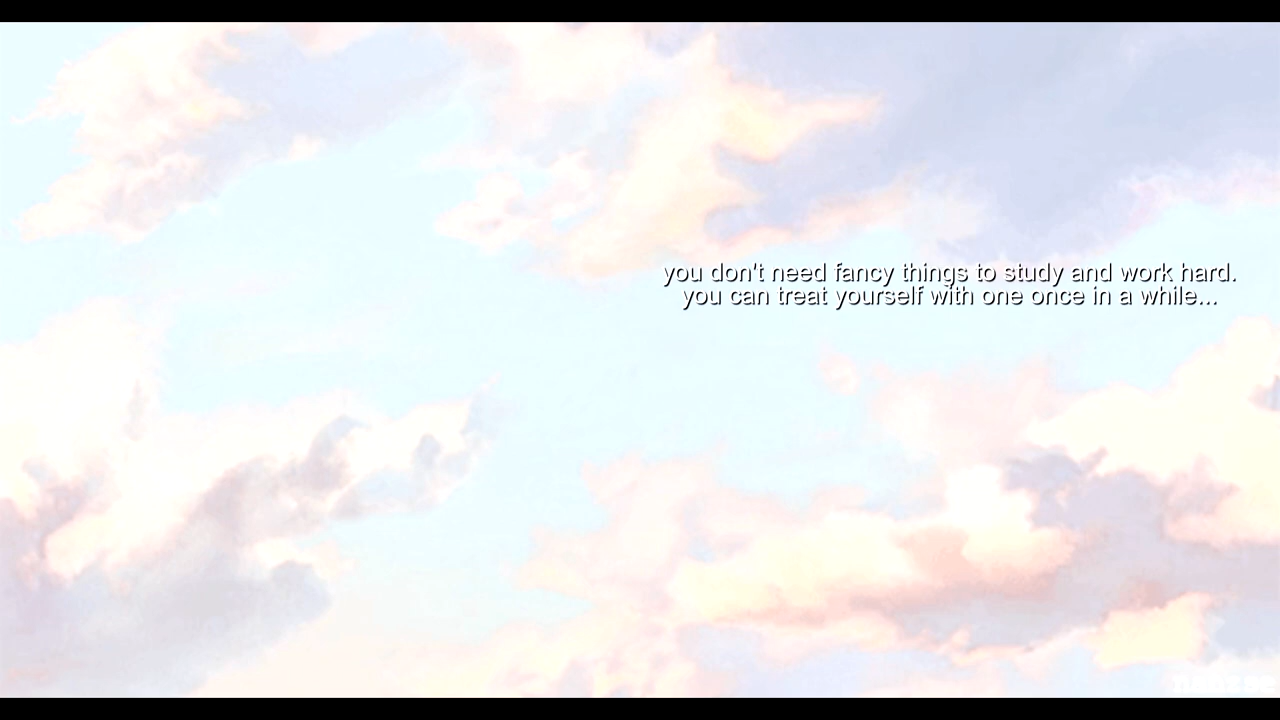 you don't need fancy things to study and work hard.
you can treat yourself with one once in a while...